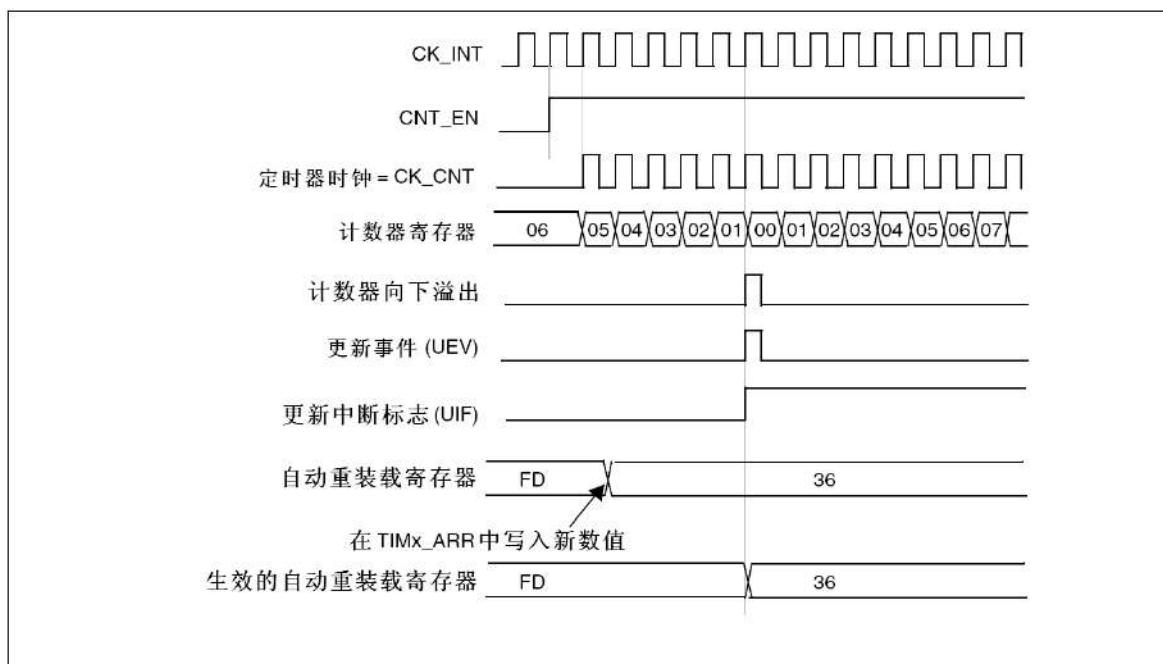 CK_INT
CNT_EN
定时器时钟 = CK_CNT
计数器寄存器 06 05 04 03 02 01 00 01 02 03 04 05 06 07
计数器向下溢出
更新事件 (UEV)
更新中断标志 (UIF)
自动重装载寄存器 FD 36
在 TIMx_ARR 中写入新数值
生效的自动重装载寄存器 FD 36